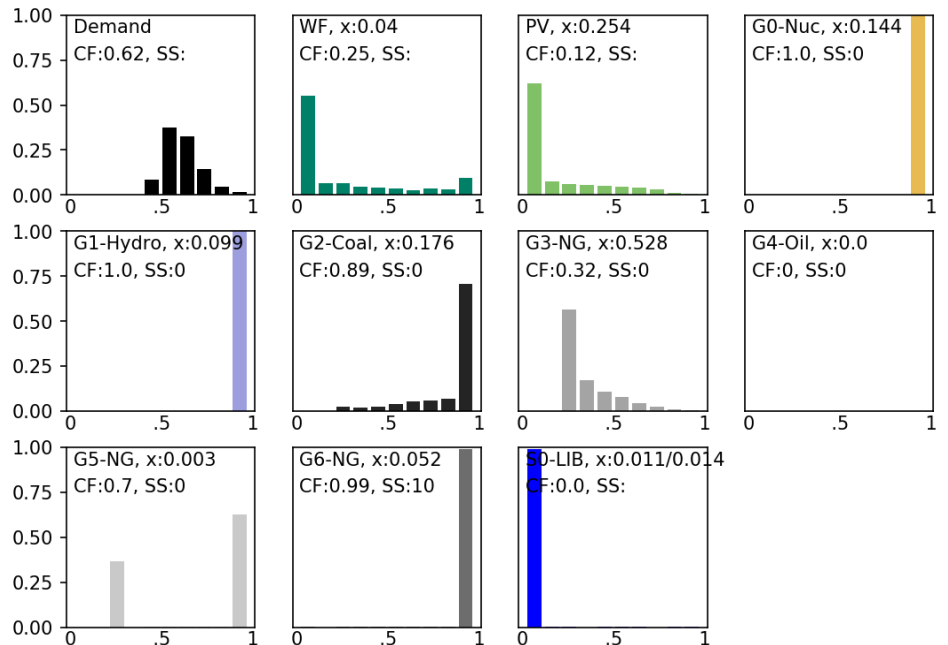 1.00
0.75
0.50
0.25
0.00
Demand
CF:0.62, SS:
0 .5 1
WF, x:0.04
CF:0.25, SS:
0 .5 1
PV, x:0.254
CF:0.12, SS:
0 .5 1
G0-Nuc, x:0.144
CF:1.0, SS:0
0 .5 1
1.00
0.75
0.50
0.25
0.00
G1-Hydro, x:0.099
CF:1.0, SS:0
0 .5 1
G2-Coal, x:0.176
CF:0.89, SS:0
0 .5 1
G3-NG, x:0.528
CF:0.32, SS:0
0 .5 1
G4-Oil, x:0.0
CF:0, SS:0
0 .5 1
1.00
0.75
0.50
0.25
0.00
G5-NG, x:0.003
CF:0.7, SS:0
0 .5 1
G6-NG, x:0.052
CF:0.99, SS:10
0 .5 1
S0-LIB, x:0.011/0.014
CF:0.0, SS:
0 .5 1